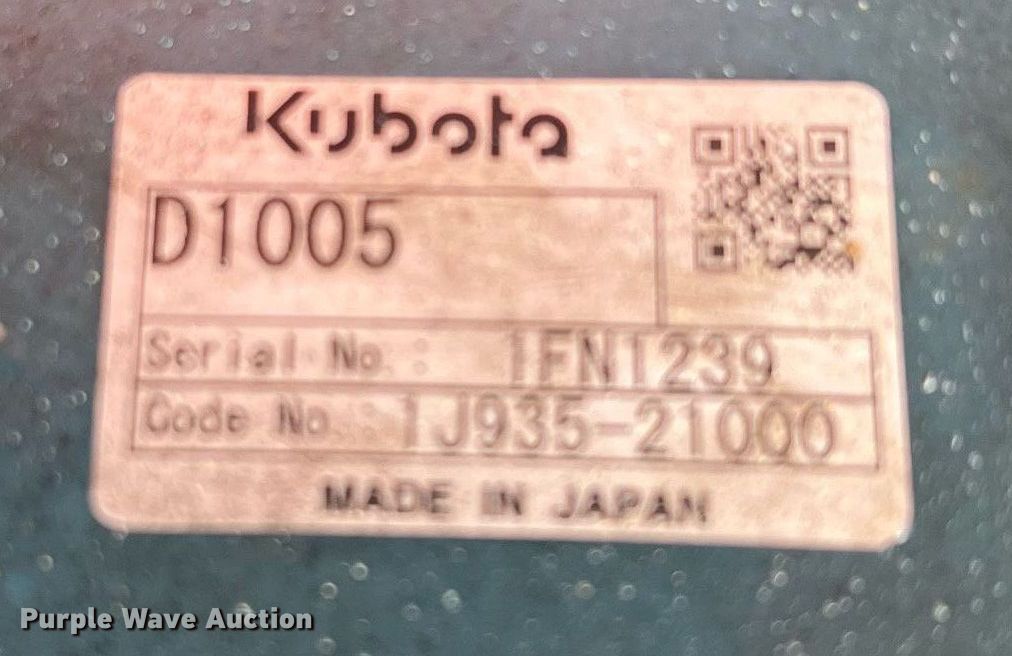 Kubota
D1005
Serial No.: 1FN1239
Code No.: 1J935-21000
MADE IN JAPAN
Purple Wave Auction